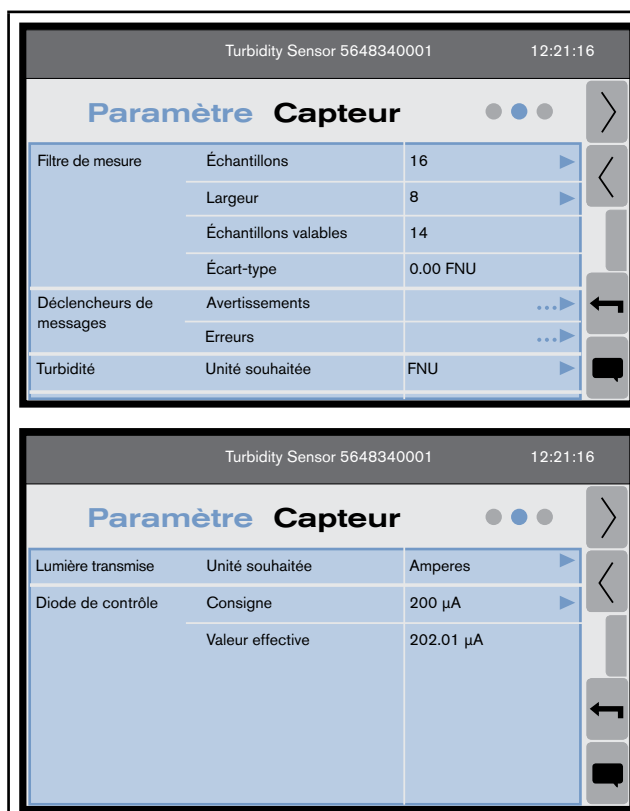 Turbidity Sensor 5648340001 12:21:16
Paramètre Capteur
Filtre de mesure Échantillons 16
Largeur 8
Échantillons valables 14
Écart-type 0.00 FNU
Déclencheurs de messages Avertissements ...
Erreurs ...
Turbidité Unité souhaitée FNU
Turbidity Sensor 5648340001 12:21:16
Paramètre Capteur
Lumière transmise Unité souhaitée Amperes
Diode de contrôle Consigne 200 µA
Valeur effective 202.01 µA